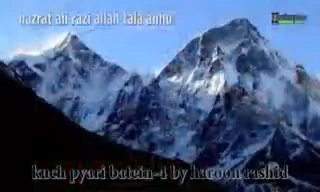 hazrat ali razi allah tala anhu
kuch pyari batein-4 by haroon rashid